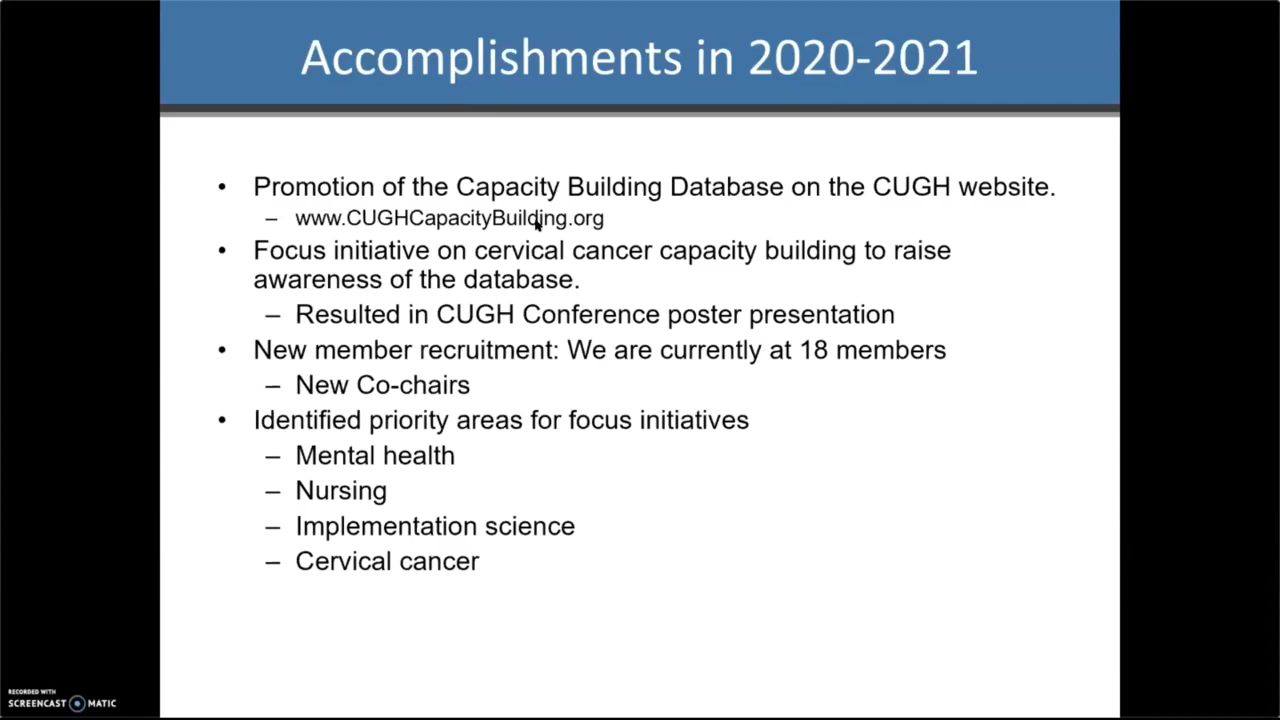 Accomplishments in 2020-2021
• Promotion of the Capacity Building Database on the CUGH website.
– www.CUGHCapacityBuilding.org
• Focus initiative on cervical cancer capacity building to raise
awareness of the database.
– Resulted in CUGH Conference poster presentation
• New member recruitment: We are currently at 18 members
– New Co-chairs
• Identified priority areas for focus initiatives
– Mental health
– Nursing
– Implementation science
– Cervical cancer
RECORDED WITH
SCREENCAST MATIC